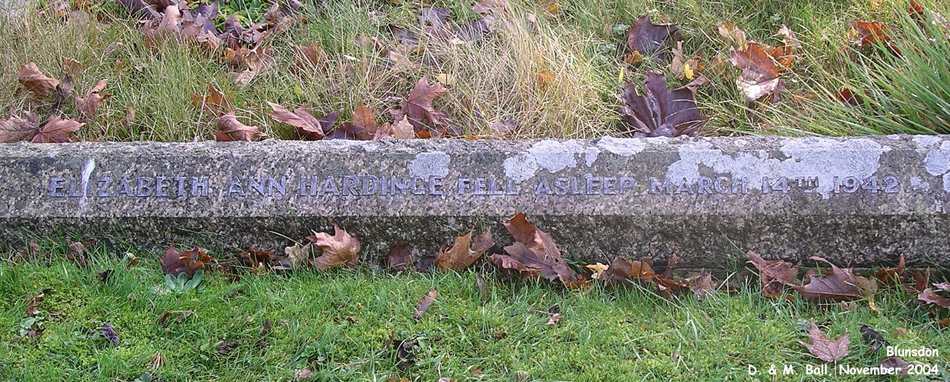 ELIZABETH ANN HARDINGE FELL ASLEEP MARCH 14TH 1942
Blunsdon
D. & M. Ball, November 2004